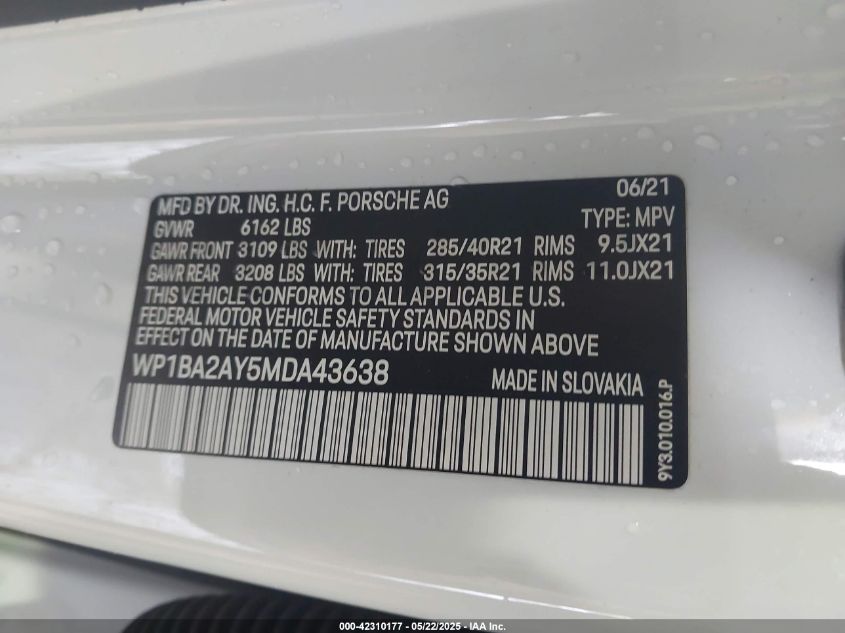 06/21
MFD BY DR. ING. H.C. F. PORSCHE AG
GVWR 6162 LBS TYPE: MPV
GAWR FRONT 3109 LBS WITH: TIRES 285/40R21 RIMS 9.5JX21
GAWR REAR 3208 LBS WITH: TIRES 315/35R21 RIMS 11.0JX21
THIS VEHICLE CONFORMS TO ALL APPLICABLE U.S.
FEDERAL MOTOR VEHICLE SAFETY STANDARDS IN
EFFECT ON THE DATE OF MANUFACTURE SHOWN ABOVE
WP1BA2AY5MDA43638 MADE IN SLOVAKIA
9Y3.010.016.P
000-42310177 - 05/22/2025 - IAA Inc.